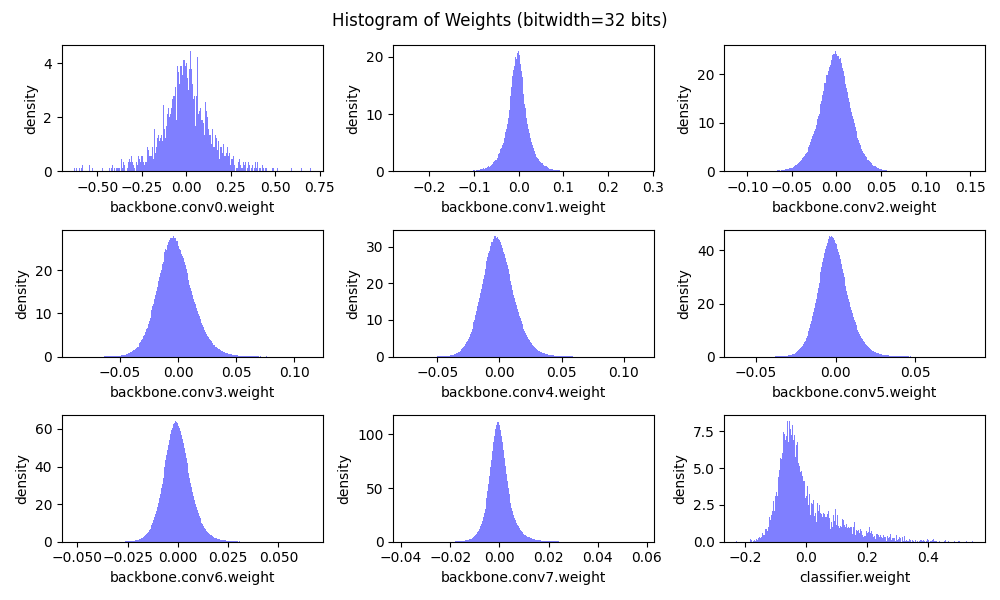 Histogram of Weights (bitwidth=32 bits)
density
4
2
0
−0.50 −0.25 0.00 0.25 0.50 0.75
backbone.conv0.weight
density
20
10
0
−0.2 −0.1 0.0 0.1 0.2 0.3
backbone.conv1.weight
density
20
10
0
−0.10 −0.05 0.00 0.05 0.10 0.15
backbone.conv2.weight
density
20
10
0
−0.05 0.00 0.05 0.10
backbone.conv3.weight
density
30
20
10
0
−0.05 0.00 0.05 0.10
backbone.conv4.weight
density
40
20
0
−0.05 0.00 0.05
backbone.conv5.weight
density
60
40
20
0
−0.050 −0.025 0.000 0.025 0.050
backbone.conv6.weight
density
100
50
0
−0.04 −0.02 0.00 0.02 0.04 0.06
backbone.conv7.weight
density
7.5
5.0
2.5
0.0
−0.2 0.0 0.2 0.4
classifier.weight